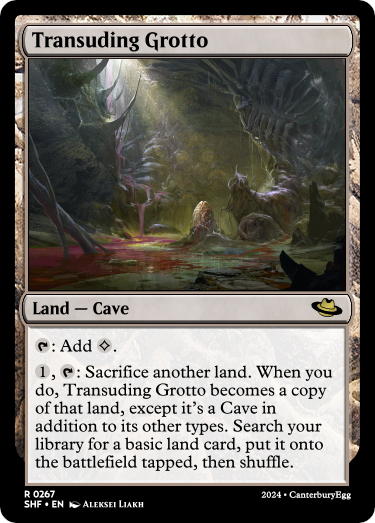 Transuding Grotto
Land — Cave
: Add .
1, : Sacrifice another land. When you
do, Transuding Grotto becomes a copy
of that land, except it's a Cave in
addition to its other types. Search your
library for a basic land card, put it onto
the battlefield tapped, then shuffle.
R 0267
SHF • EN Aleksei Liakh
2024 • CanterburyEgg